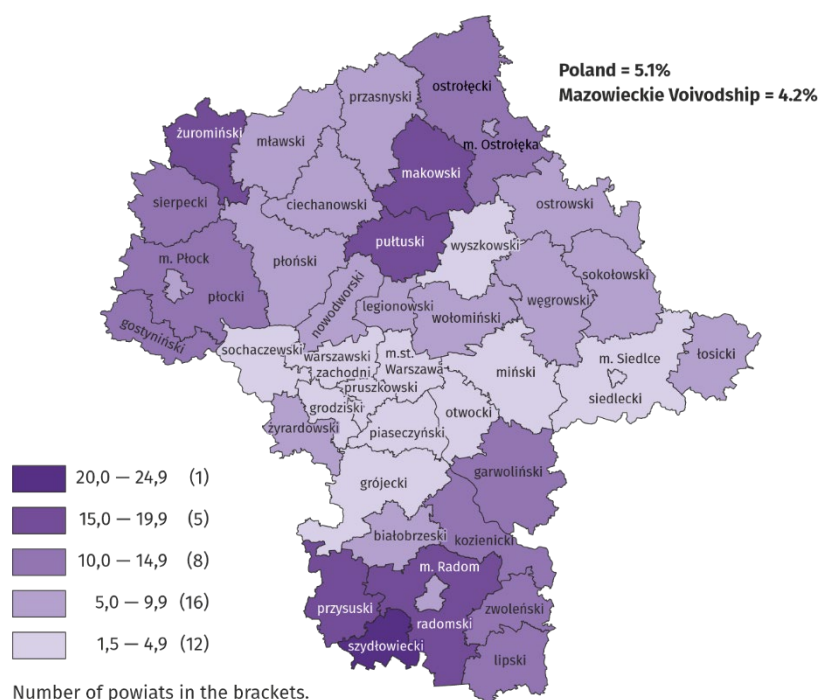 Poland = 5.1%
Mazowieckie Voivodship = 4.2%
ostrołęcki
przasnyski
żuromiński
mławski
m. Ostrołęka
makowski
sierpecki
ciechanowski
ostrowski
pułtuski
wyszkowski
m. Płock
płoński
sokołowski
płocki
nowodworski
legionowski
węgrowski
wołomiński
gostyniński
sochaczewski
warszawski
zachodni
m.st.
Warszawa
m. Siedlce
łosicki
miński
pruszkowski
siedlecki
grodziski
otwocki
żyrardowski
piaseczyński
garwoliński
grójecki
białobrzeski
kozienicki
m. Radom
przysuski
zwoleński
radomski
szydłowiecki
lipski
20,0 — 24,9 (1)
15,0 — 19,9 (5)
10,0 — 14,9 (8)
5,0 — 9,9 (16)
1,5 — 4,9 (12)
Number of powiats in the brackets.